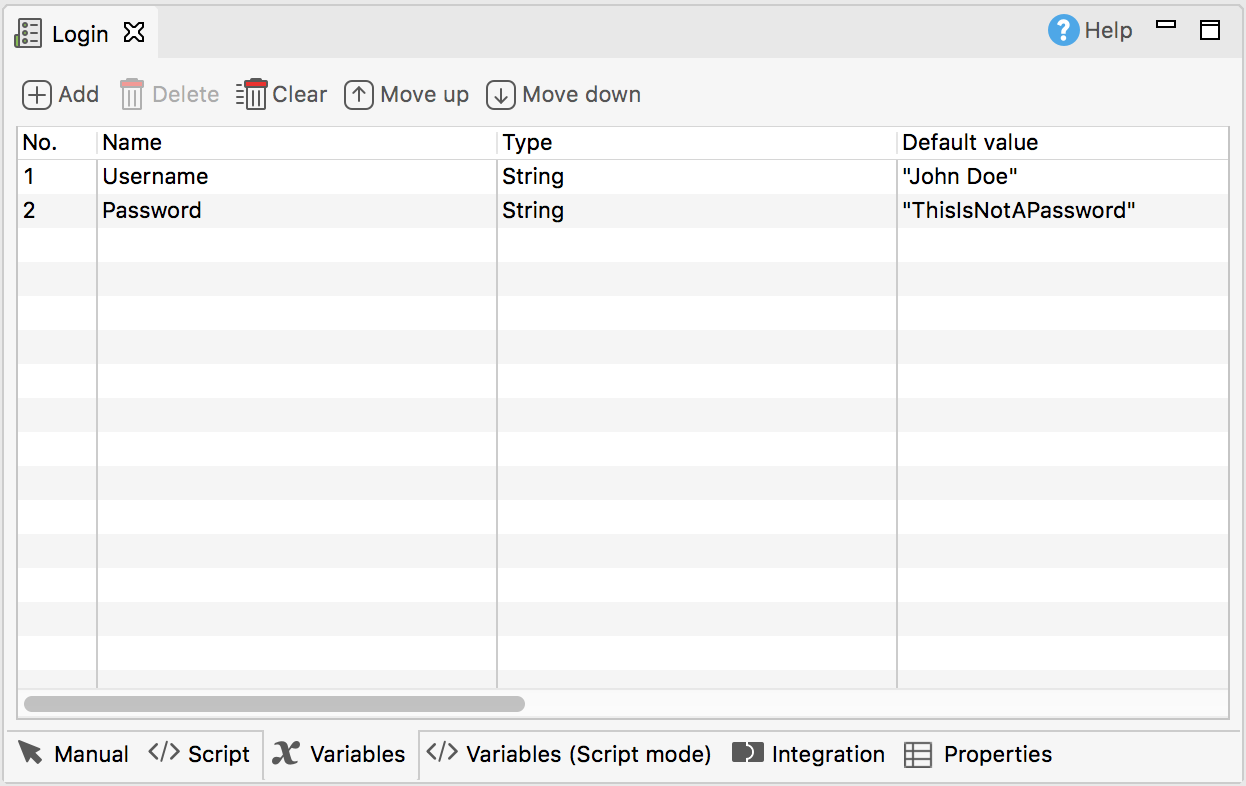 Login Help
Add Delete Clear Move up Move down
No. Name Type Default value
1 Username String "John Doe"
2 Password String "ThisIsNotAPassword"
Manual Script Variables Variables (Script mode) Integration Properties